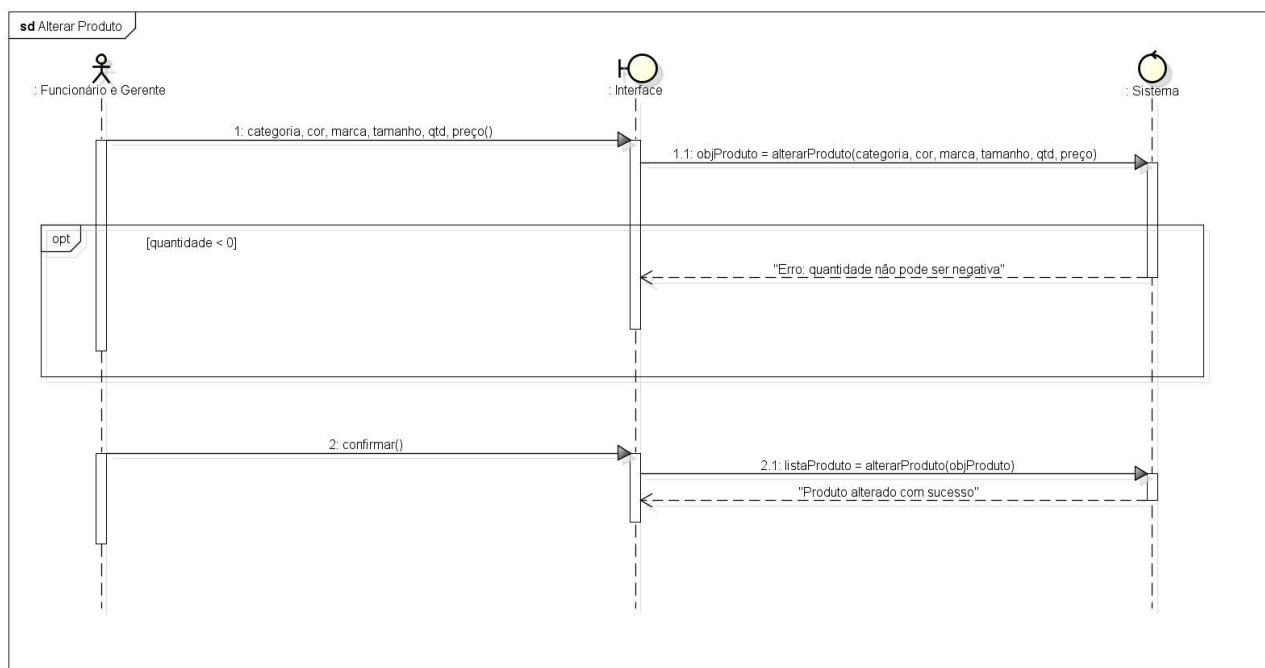 sd Alterar Produto
: Funcionário e Gerente
: Interface
: Sistema
1: categoria, cor, marca, tamanho, qtd, preço()
1.1: objProduto = alterarProduto(categoria, cor, marca, tamanho, qtd, preço)
opt
[quantidade < 0]
"Erro: quantidade não pode ser negativa"
2: confirmar()
2.1: listaProduto = alterarProduto(objProduto)
"Produto alterado com sucesso"